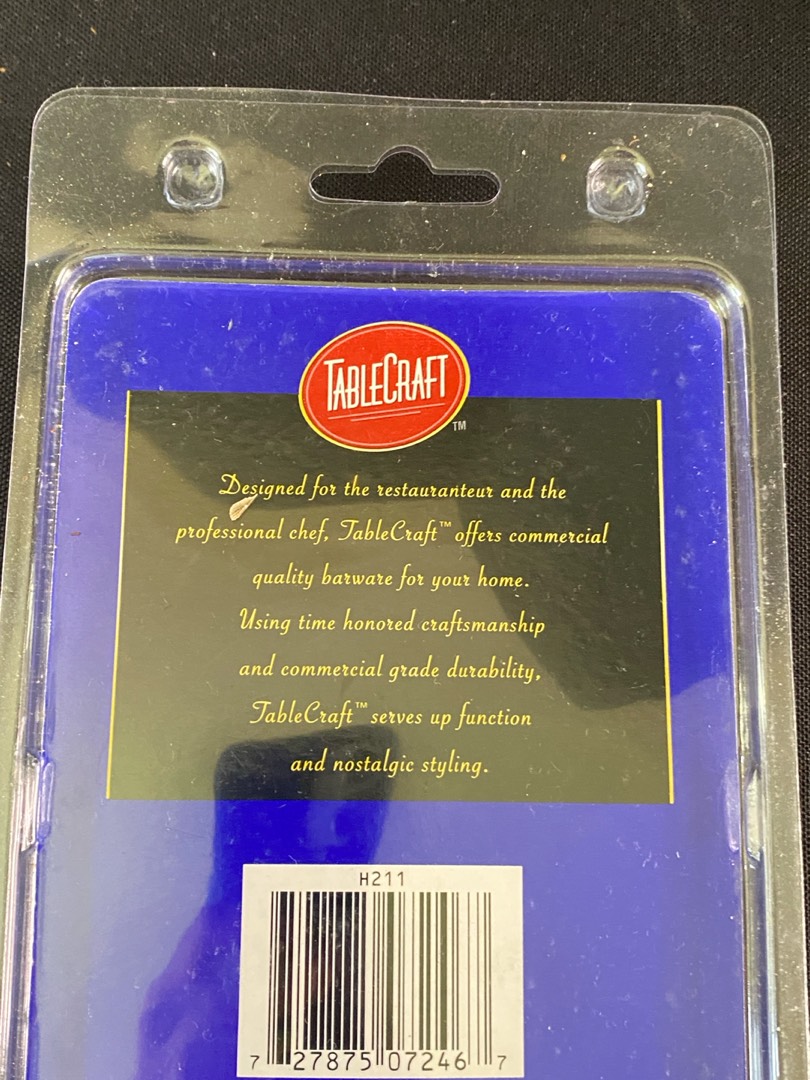 TABLECRAFT
TM
Designed for the restauranteur and the
professional chef, TableCraft™ offers commercial
quality barware for your home.
Using time honored craftsmanship
and commercial grade durability,
TableCraft™ serves up function
and nostalgic styling.
H211
7 27875 07246 7